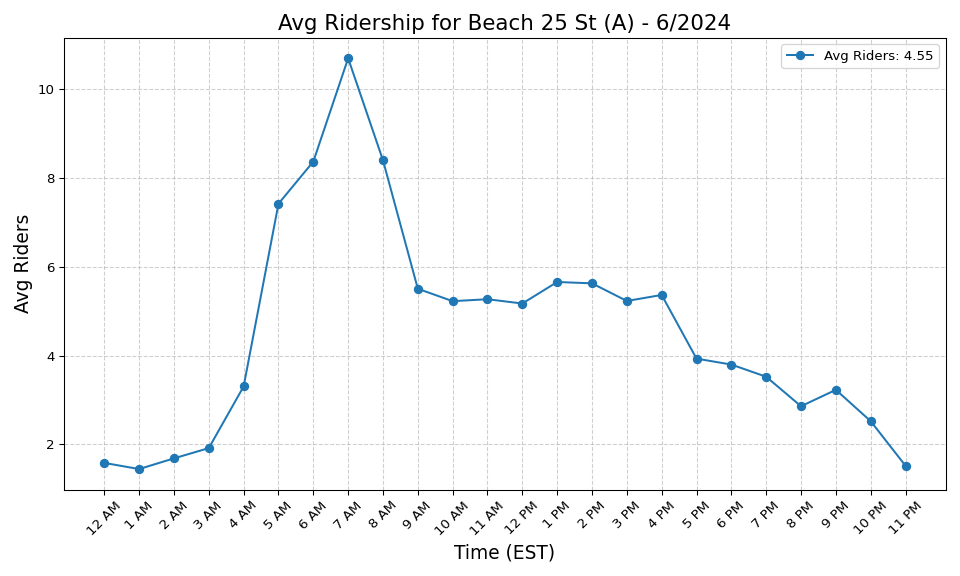 Avg Ridership for Beach 25 St (A) - 6/2024
Avg Riders: 4.55
Avg Riders
10
8
6
4
2
12 AM
1 AM
2 AM
3 AM
4 AM
5 AM
6 AM
7 AM
8 AM
9 AM
10 AM
11 AM
12 PM
1 PM
2 PM
3 PM
4 PM
5 PM
6 PM
7 PM
8 PM
9 PM
10 PM
11 PM
Time (EST)